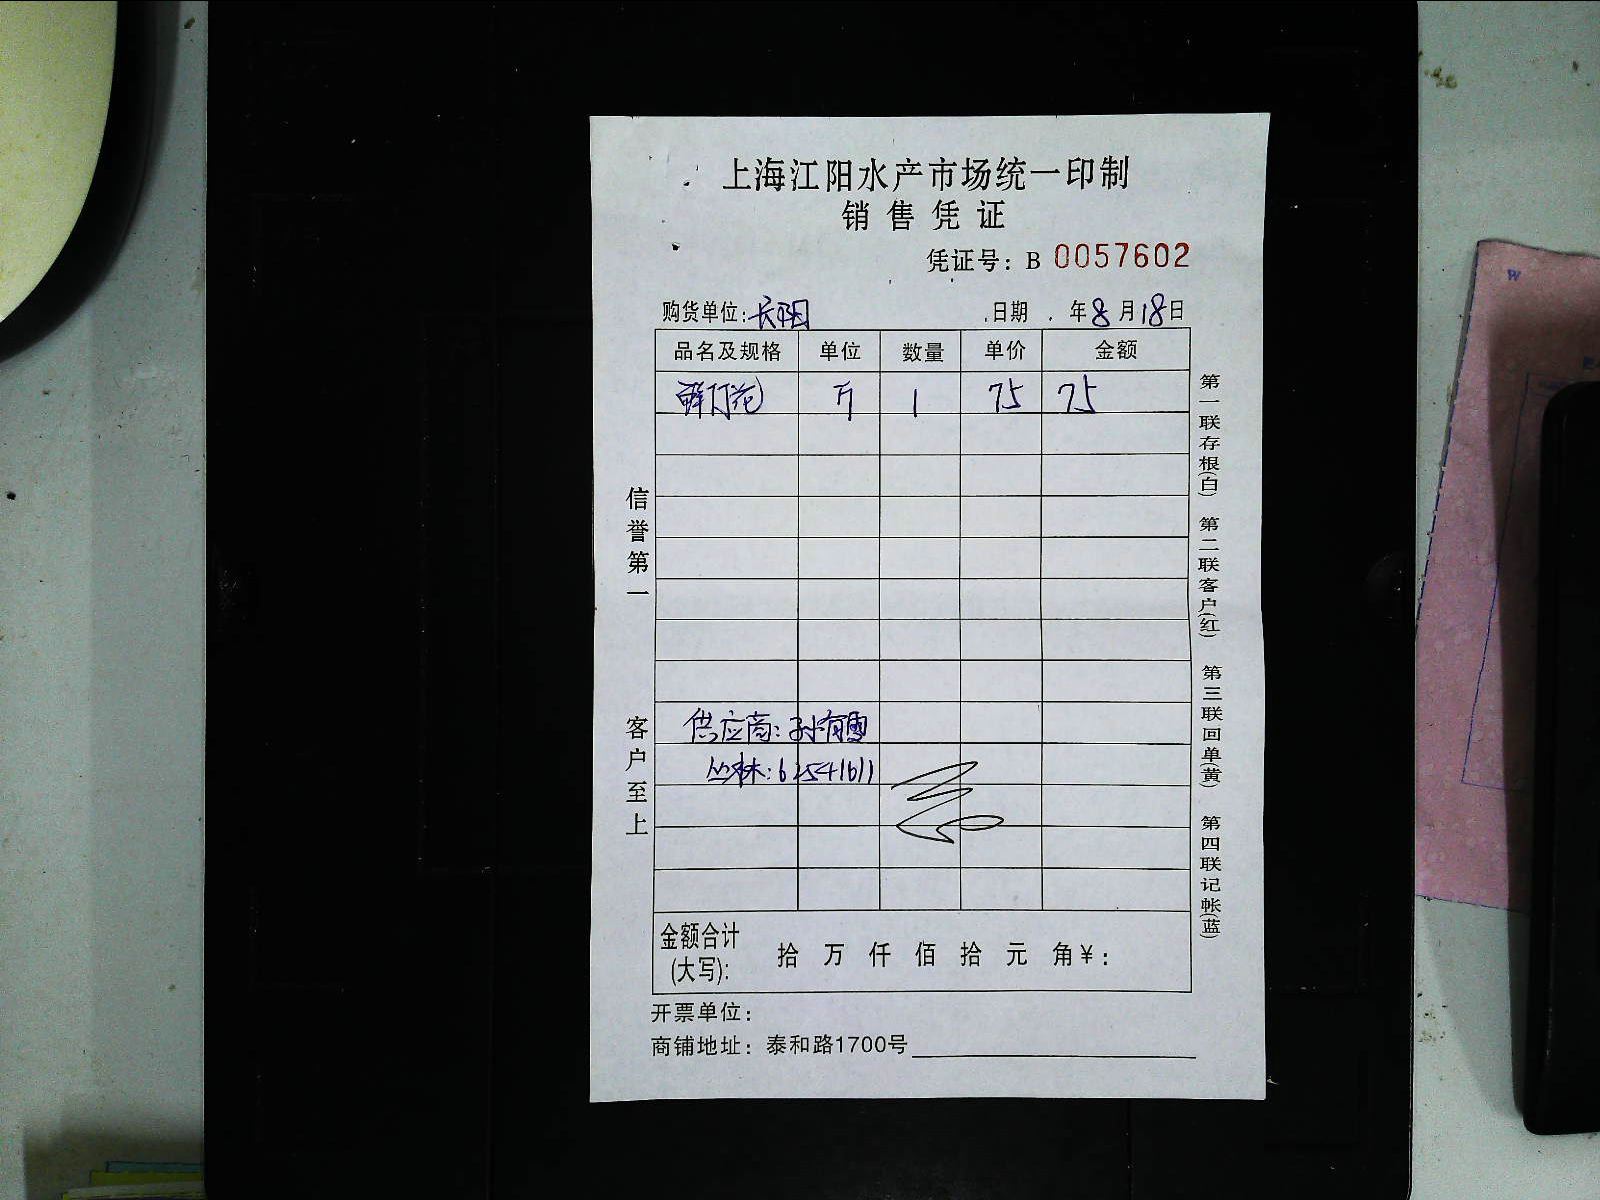 上海江阳水产市场统一印制
销售凭证
凭证号: B 0057602
购货单位: 长阳 日期 年8月18日
品名及规格 单位 数量 单价 金额
斤 1 75 75
供应商: 孙有雪
丛林: 62541611
金额合计(大写): 拾 万 仟 佰 拾 元 角 ¥:
开票单位:
商铺地址: 泰和路1700号
信誉第一 客户至上
第一联存根(白) 第二联客户(红) 第三联回单(黄) 第四联记帐(蓝)
W